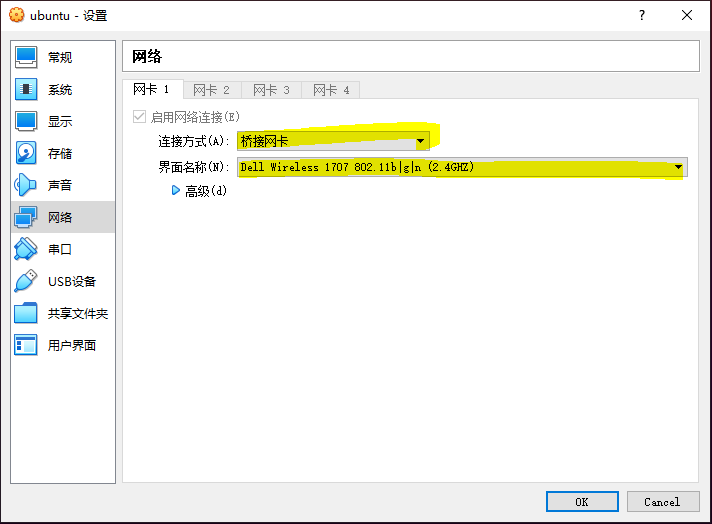 ubuntu - 设置
常规
系统
显示
存储
声音
网络
串口
USB设备
共享文件夹
用户界面
网络
网卡 1 网卡 2 网卡 3 网卡 4
启用网络连接(E)
连接方式(A): 桥接网卡
界面名称(N): Dell Wireless 1707 802.11b|g|n (2.4GHZ)
高级(d)
OK Cancel